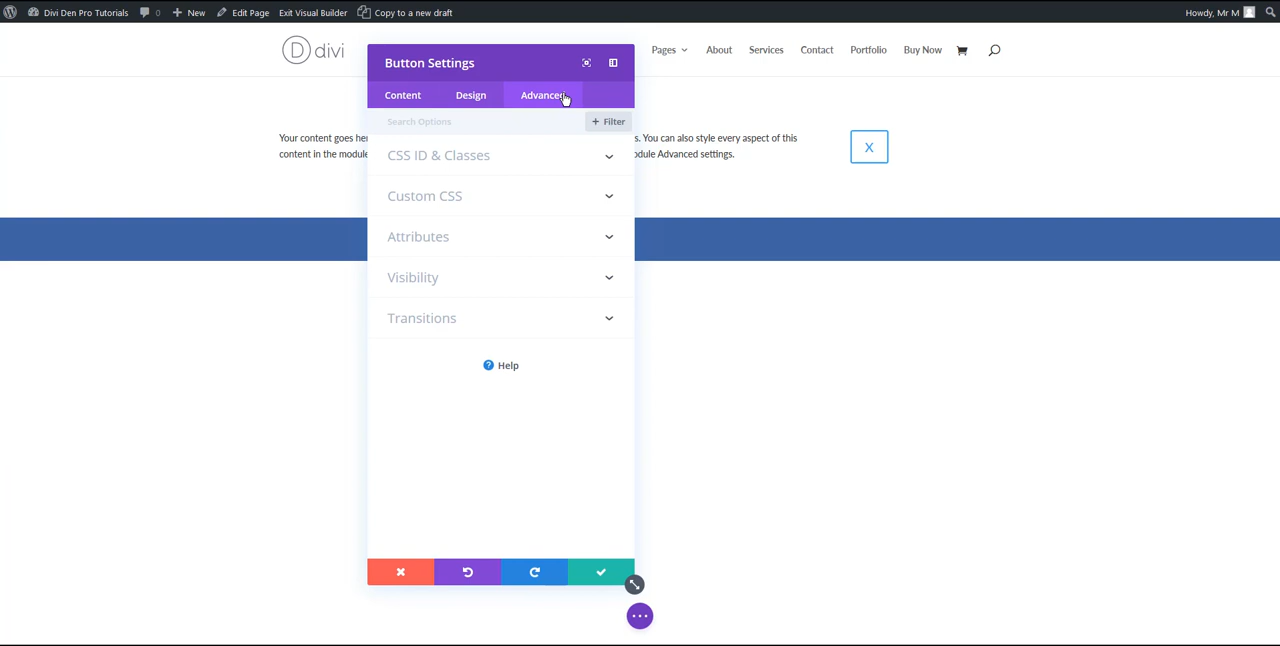 Divi Den Pro Tutorials 0 New Edit Page Exit Visual Builder Copy to a new draft Howdy, Mr M
D divi Pages About Services Contact Portfolio Buy Now
Button Settings
Content Design Advanced
Search Options + Filter
Your content goes her s. You can also style every aspect of this
content in the module odule Advanced settings.
X
CSS ID & Classes
Custom CSS
Attributes
Visibility
Transitions
? Help